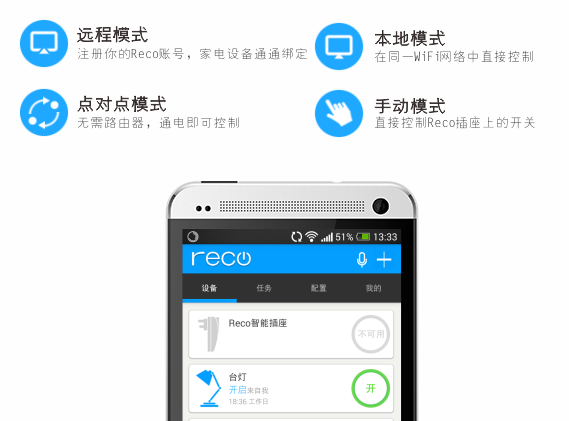 远程模式
注册你的Reco账号，家电设备通通绑定
本地模式
在同一WiFi网络中直接控制
点对点模式
无需路由器，通电即可控制
手动模式
直接控制Reco插座上的开关
51% 13:33
reco
设备 任务 配置 我的
Reco智能插座
不可用
台灯
开启来自我
18:36 工作日
开